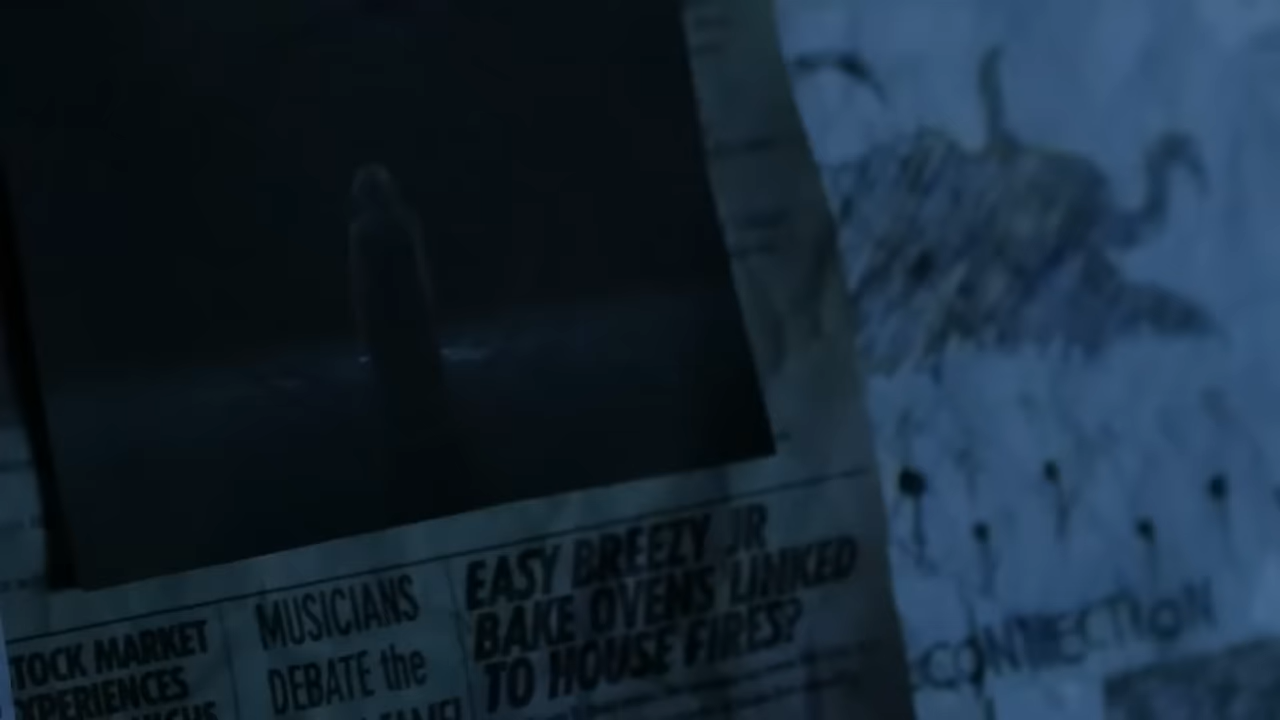 EASY BREEZY JR
BAKE OVENS LINKED
TO HOUSE FIRES?
MUSICIANS
DEBATE the
TOCK MARKET
XPERIENCES
CONNECTION